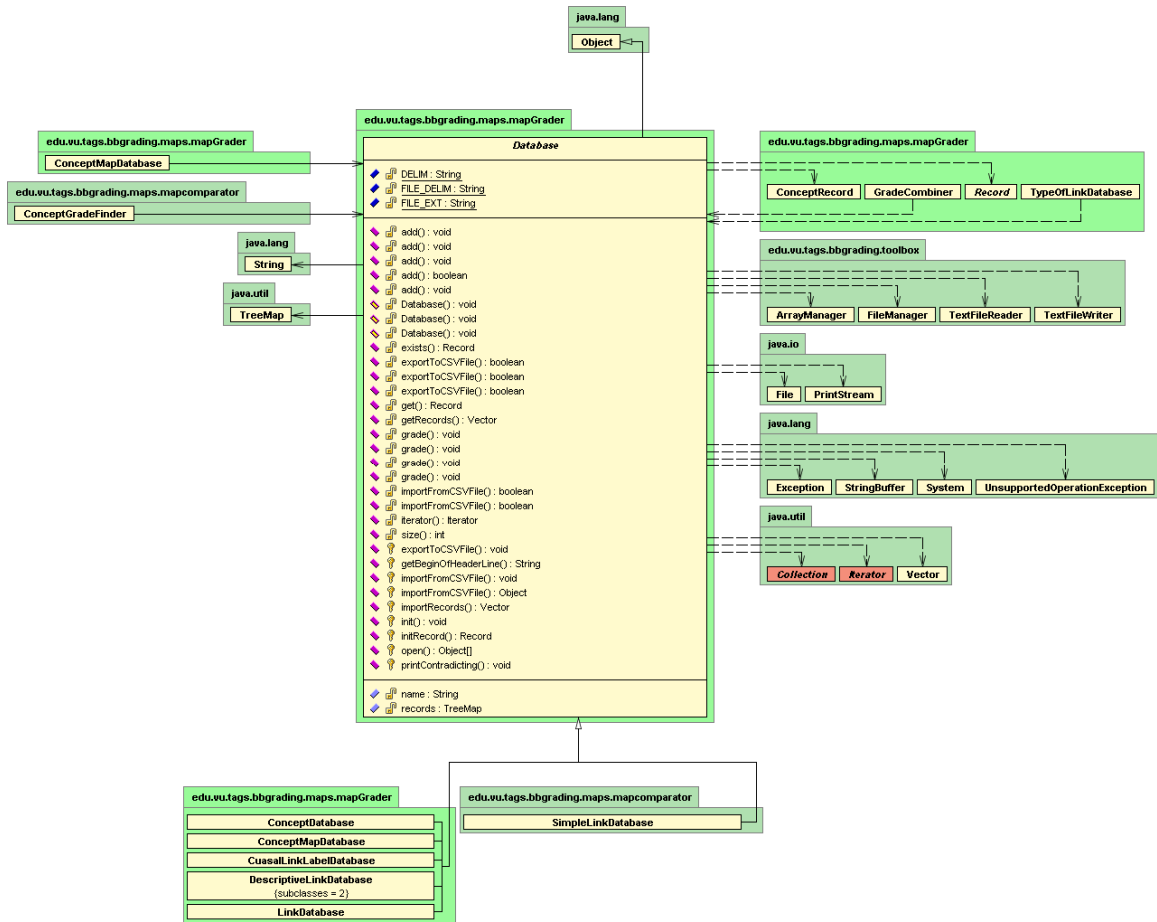 java.lang
Object
edu.vu.tags.bbgrading.maps.mapGrader
ConceptMapDatabase
edu.vu.tags.bbgrading.maps.mapcomparator
ConceptGradeFinder
java.lang
String
java.util
TreeMap
edu.vu.tags.bbgrading.maps.mapGrader
Database
DELIM : String
FILE_DELIM : String
FILE_EXT : String
add() : void
add() : void
add() : void
add() : boolean
add() : void
Database() : void
Database() : void
Database() : void
exists() : Record
exportToCSVFile() : boolean
exportToCSVFile() : boolean
exportToCSVFile() : boolean
get() : Record
getRecords() : Vector
grade() : void
grade() : void
grade() : void
grade() : void
importFromCSVFile() : boolean
importFromCSVFile() : boolean
iterator() : Iterator
size() : int
exportToCSVFile() : void
getBeginOfHeaderLine() : String
importFromCSVFile() : void
importFromCSVFile() : Object
importRecords() : Vector
init() : void
initRecord() : Record
open() : Object[]
printContradicting() : void
name : String
records : TreeMap
edu.vu.tags.bbgrading.maps.mapGrader
ConceptRecord GradeCombiner Record TypeOfLinkDatabase
edu.vu.tags.bbgrading.toolbox
ArrayManager FileManager TextFileReader TextFileWriter
java.io
File PrintStream
java.lang
Exception StringBuffer System UnsupportedOperationException
java.util
Collection Iterator Vector
edu.vu.tags.bbgrading.maps.mapGrader
ConceptDatabase
ConceptMapDatabase
CuasalLinkLabelDatabase
DescriptiveLinkDatabase
{subclasses = 2}
LinkDatabase
edu.vu.tags.bbgrading.maps.mapcomparator
SimpleLinkDatabase